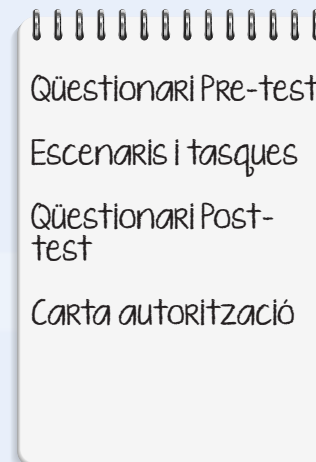 Qüestionari Pre-test
Escenaris i tasques
Qüestionari Post-
test
Carta autorització